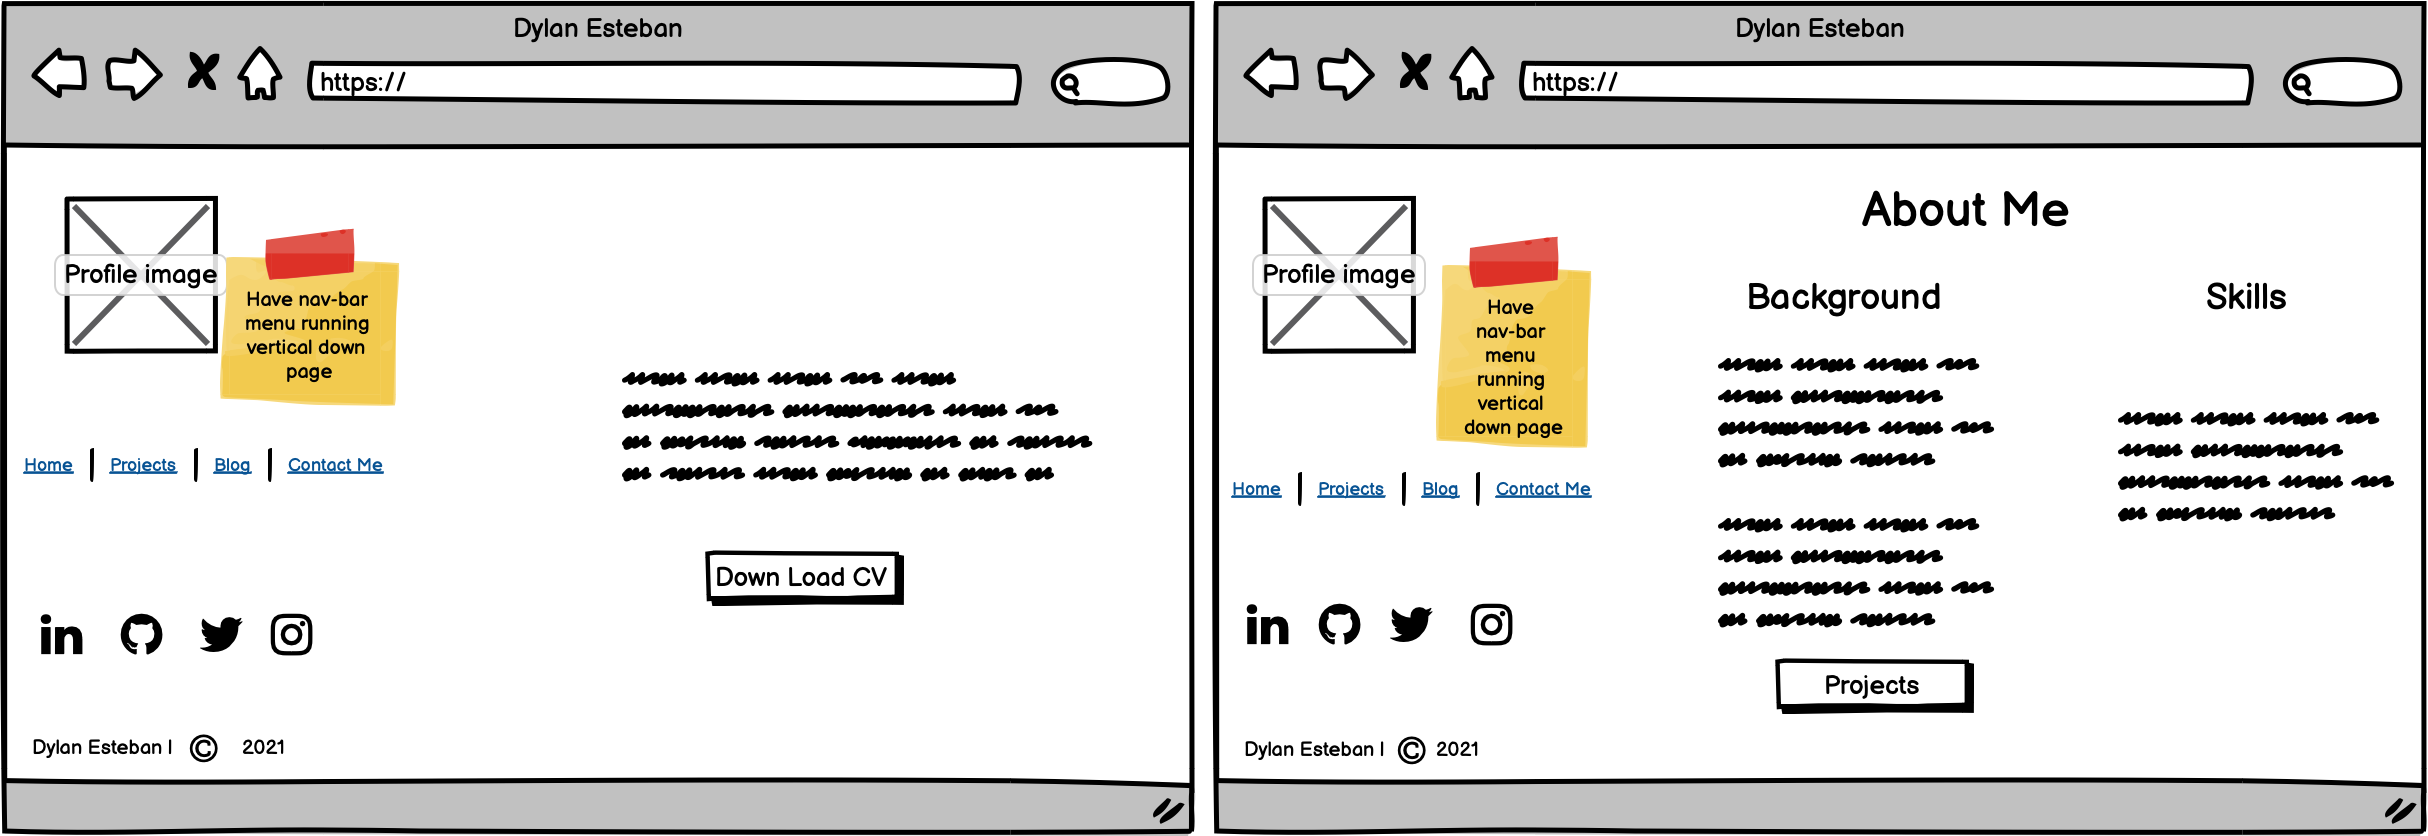 Dylan Esteban
https://
Profile image
Have nav-bar
menu running
vertical down
page
Home | Projects | Blog | Contact Me
Down Load CV
in
Dylan Esteban | © 2021
Dylan Esteban
https://
Profile image
Have
nav-bar
menu
running
vertical
down page
Home | Projects | Blog | Contact Me
in
Dylan Esteban | © 2021
About Me
Background
Skills
Projects